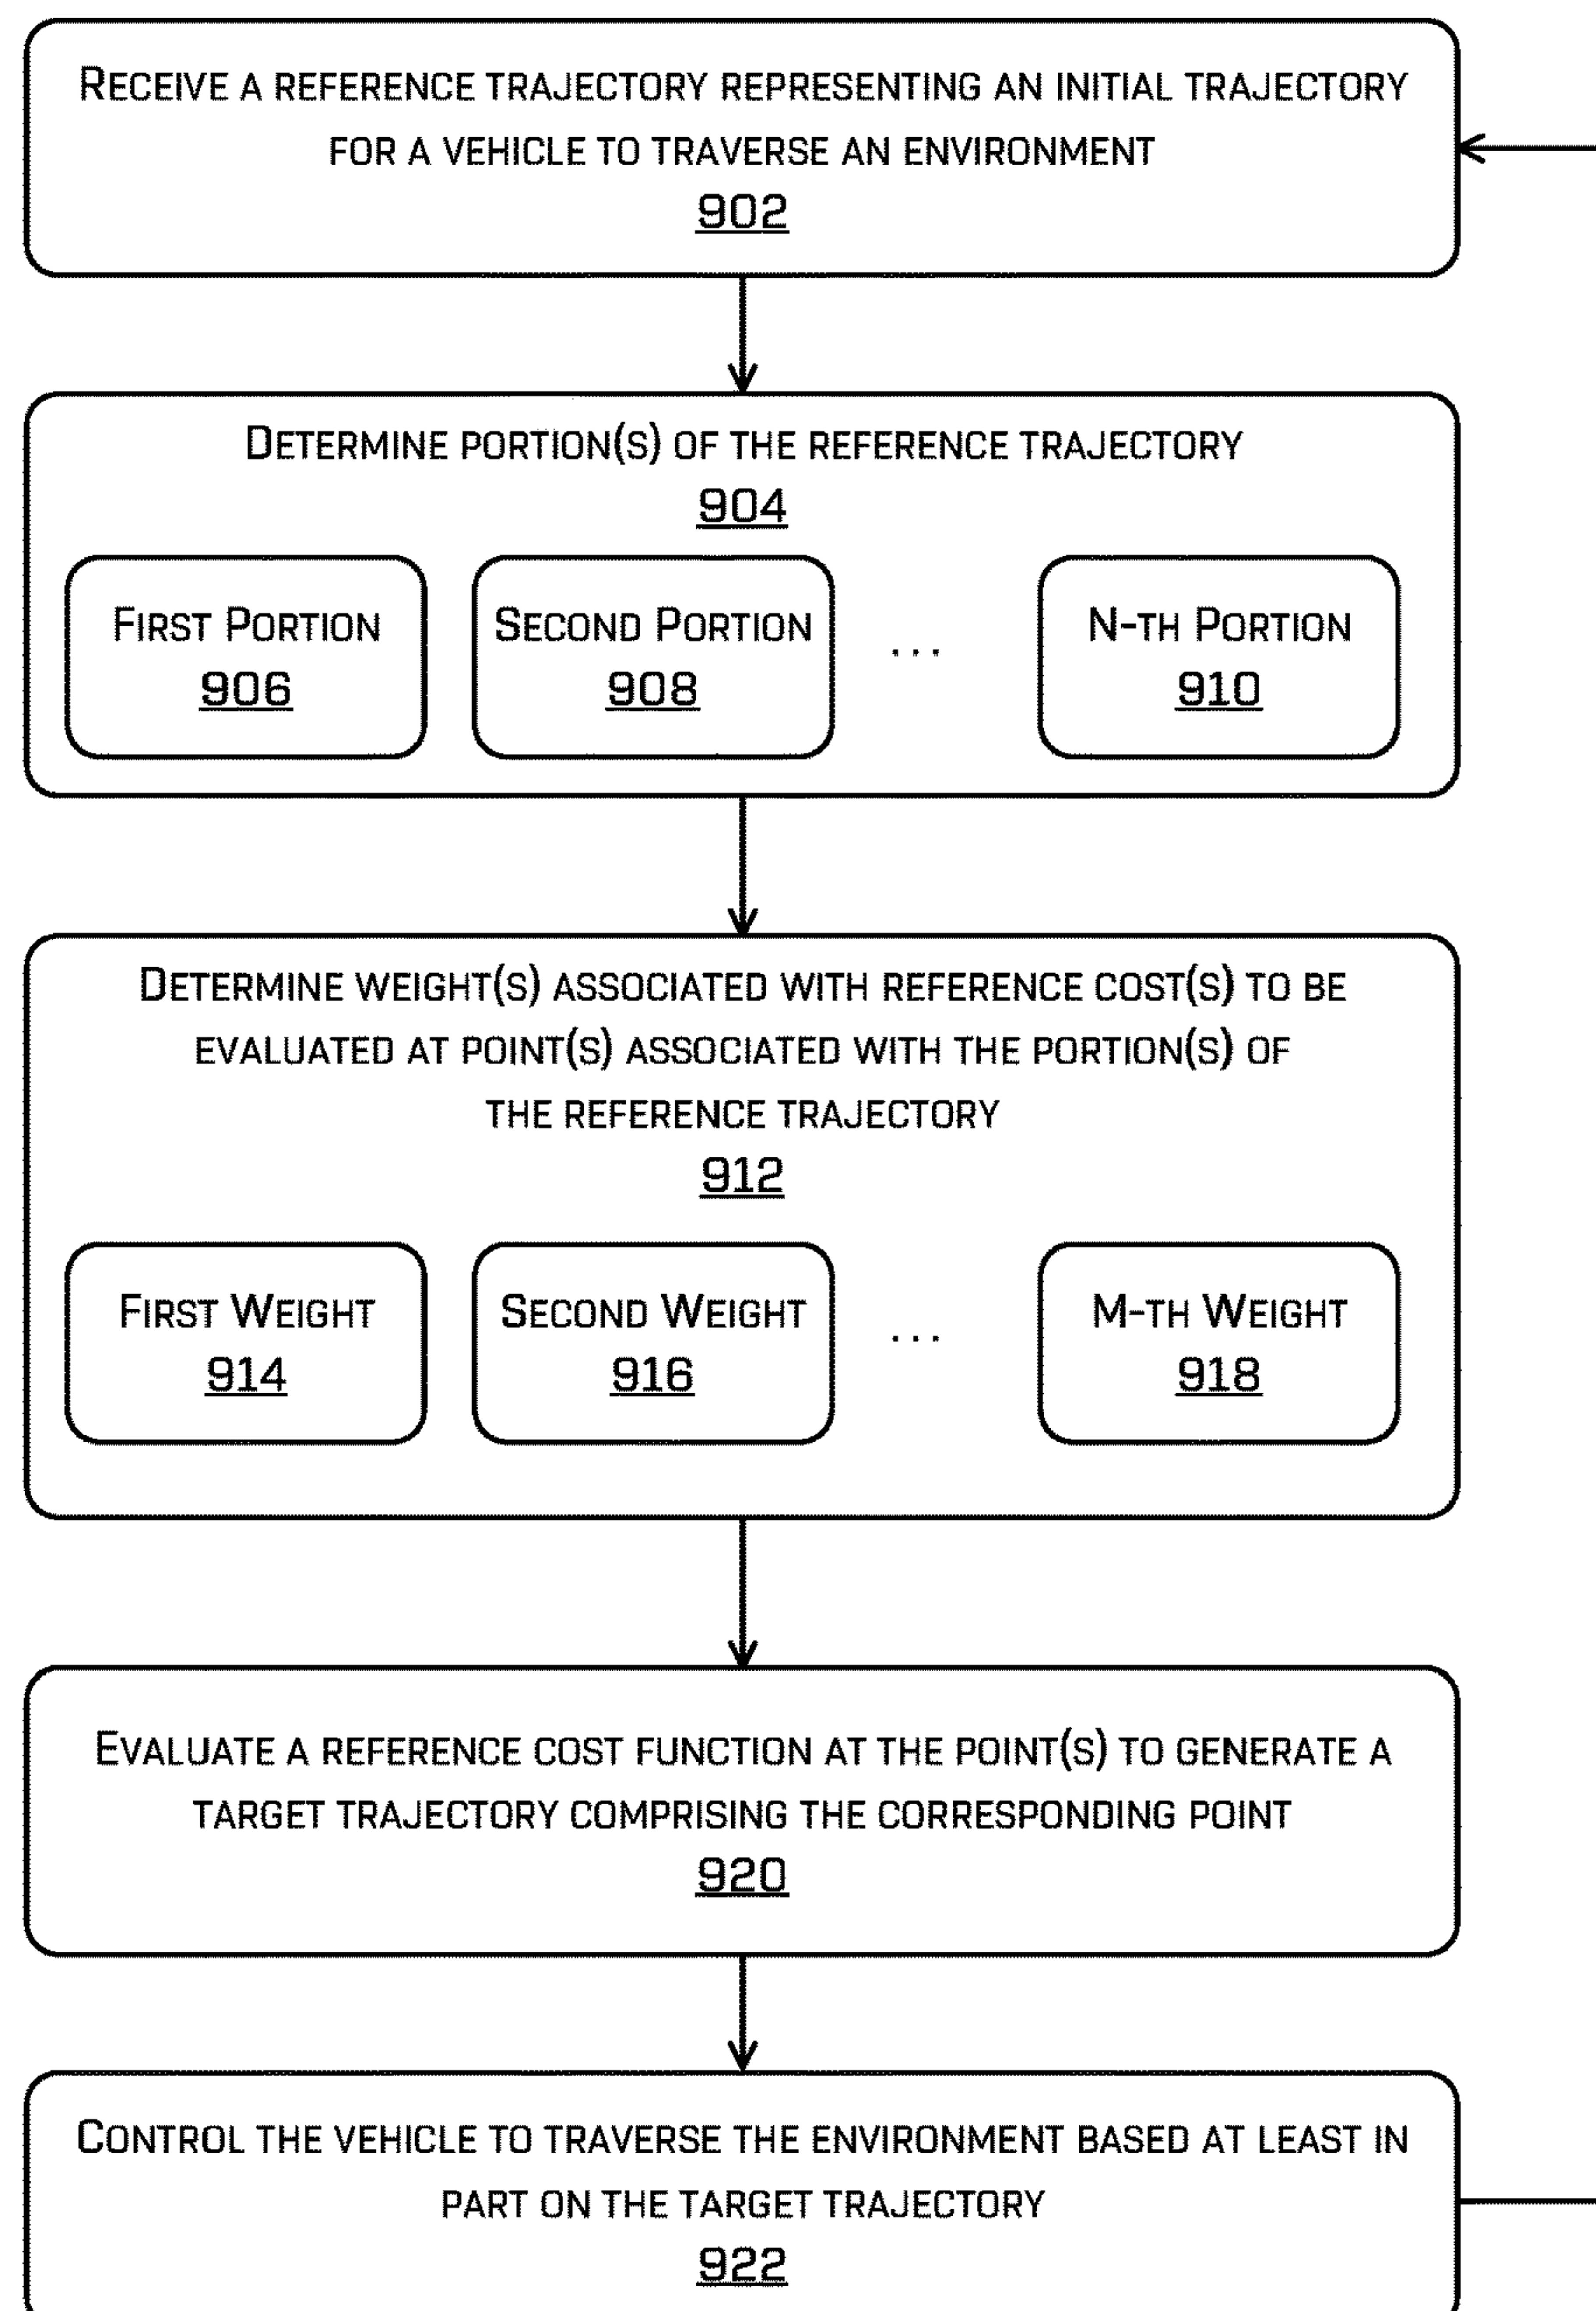 RECEIVE A REFERENCE TRAJECTORY REPRESENTING AN INITIAL TRAJECTORY
FOR A VEHICLE TO TRAVERSE AN ENVIRONMENT
902
DETERMINE PORTION(S) OF THE REFERENCE TRAJECTORY
904
FIRST PORTION
906
SECOND PORTION
908
...
N-TH PORTION
910
DETERMINE WEIGHT(S) ASSOCIATED WITH REFERENCE COST(S) TO BE
EVALUATED AT POINT(S) ASSOCIATED WITH THE PORTION(S) OF
THE REFERENCE TRAJECTORY
912
FIRST WEIGHT
914
SECOND WEIGHT
916
...
M-TH WEIGHT
918
EVALUATE A REFERENCE COST FUNCTION AT THE POINT(S) TO GENERATE A
TARGET TRAJECTORY COMPRISING THE CORRESPONDING POINT
920
CONTROL THE VEHICLE TO TRAVERSE THE ENVIRONMENT BASED AT LEAST IN
PART ON THE TARGET TRAJECTORY
922